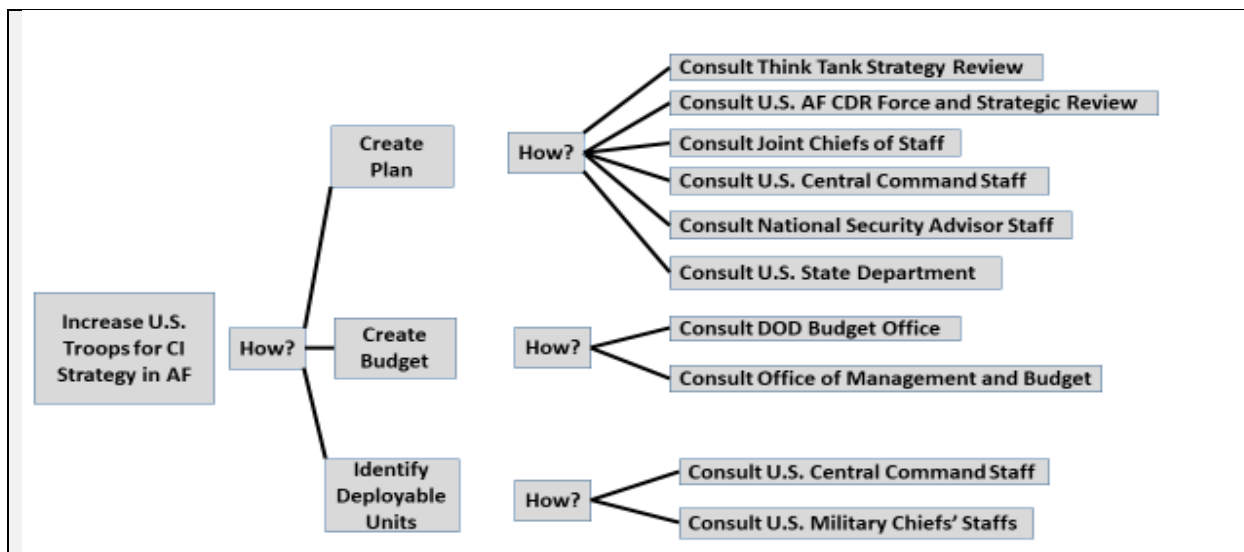 Increase U.S.
Troops for CI
Strategy in AF
How?
Create
Plan
How?
Consult Think Tank Strategy Review
Consult U.S. AF CDR Force and Strategic Review
Consult Joint Chiefs of Staff
Consult U.S. Central Command Staff
Consult National Security Advisor Staff
Consult U.S. State Department
Create
Budget
How?
Consult DOD Budget Office
Consult Office of Management and Budget
Identify
Deployable
Units
How?
Consult U.S. Central Command Staff
Consult U.S. Military Chiefs' Staffs